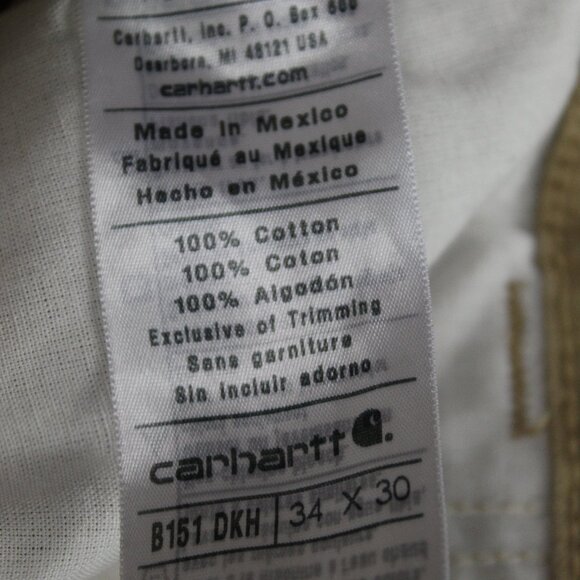 Carhartt, Inc. P. O. Box 600
Dearborn, MI 48121 USA
carhartt.com
Made in Mexico
Fabriqué au Mexique
Hecho en México
100% Cotton
100% Coton
100% Algodón
Exclusive of Trimming
Sans garniture
Sin incluir adorno
carhartt
B151 DKH 34 X 30